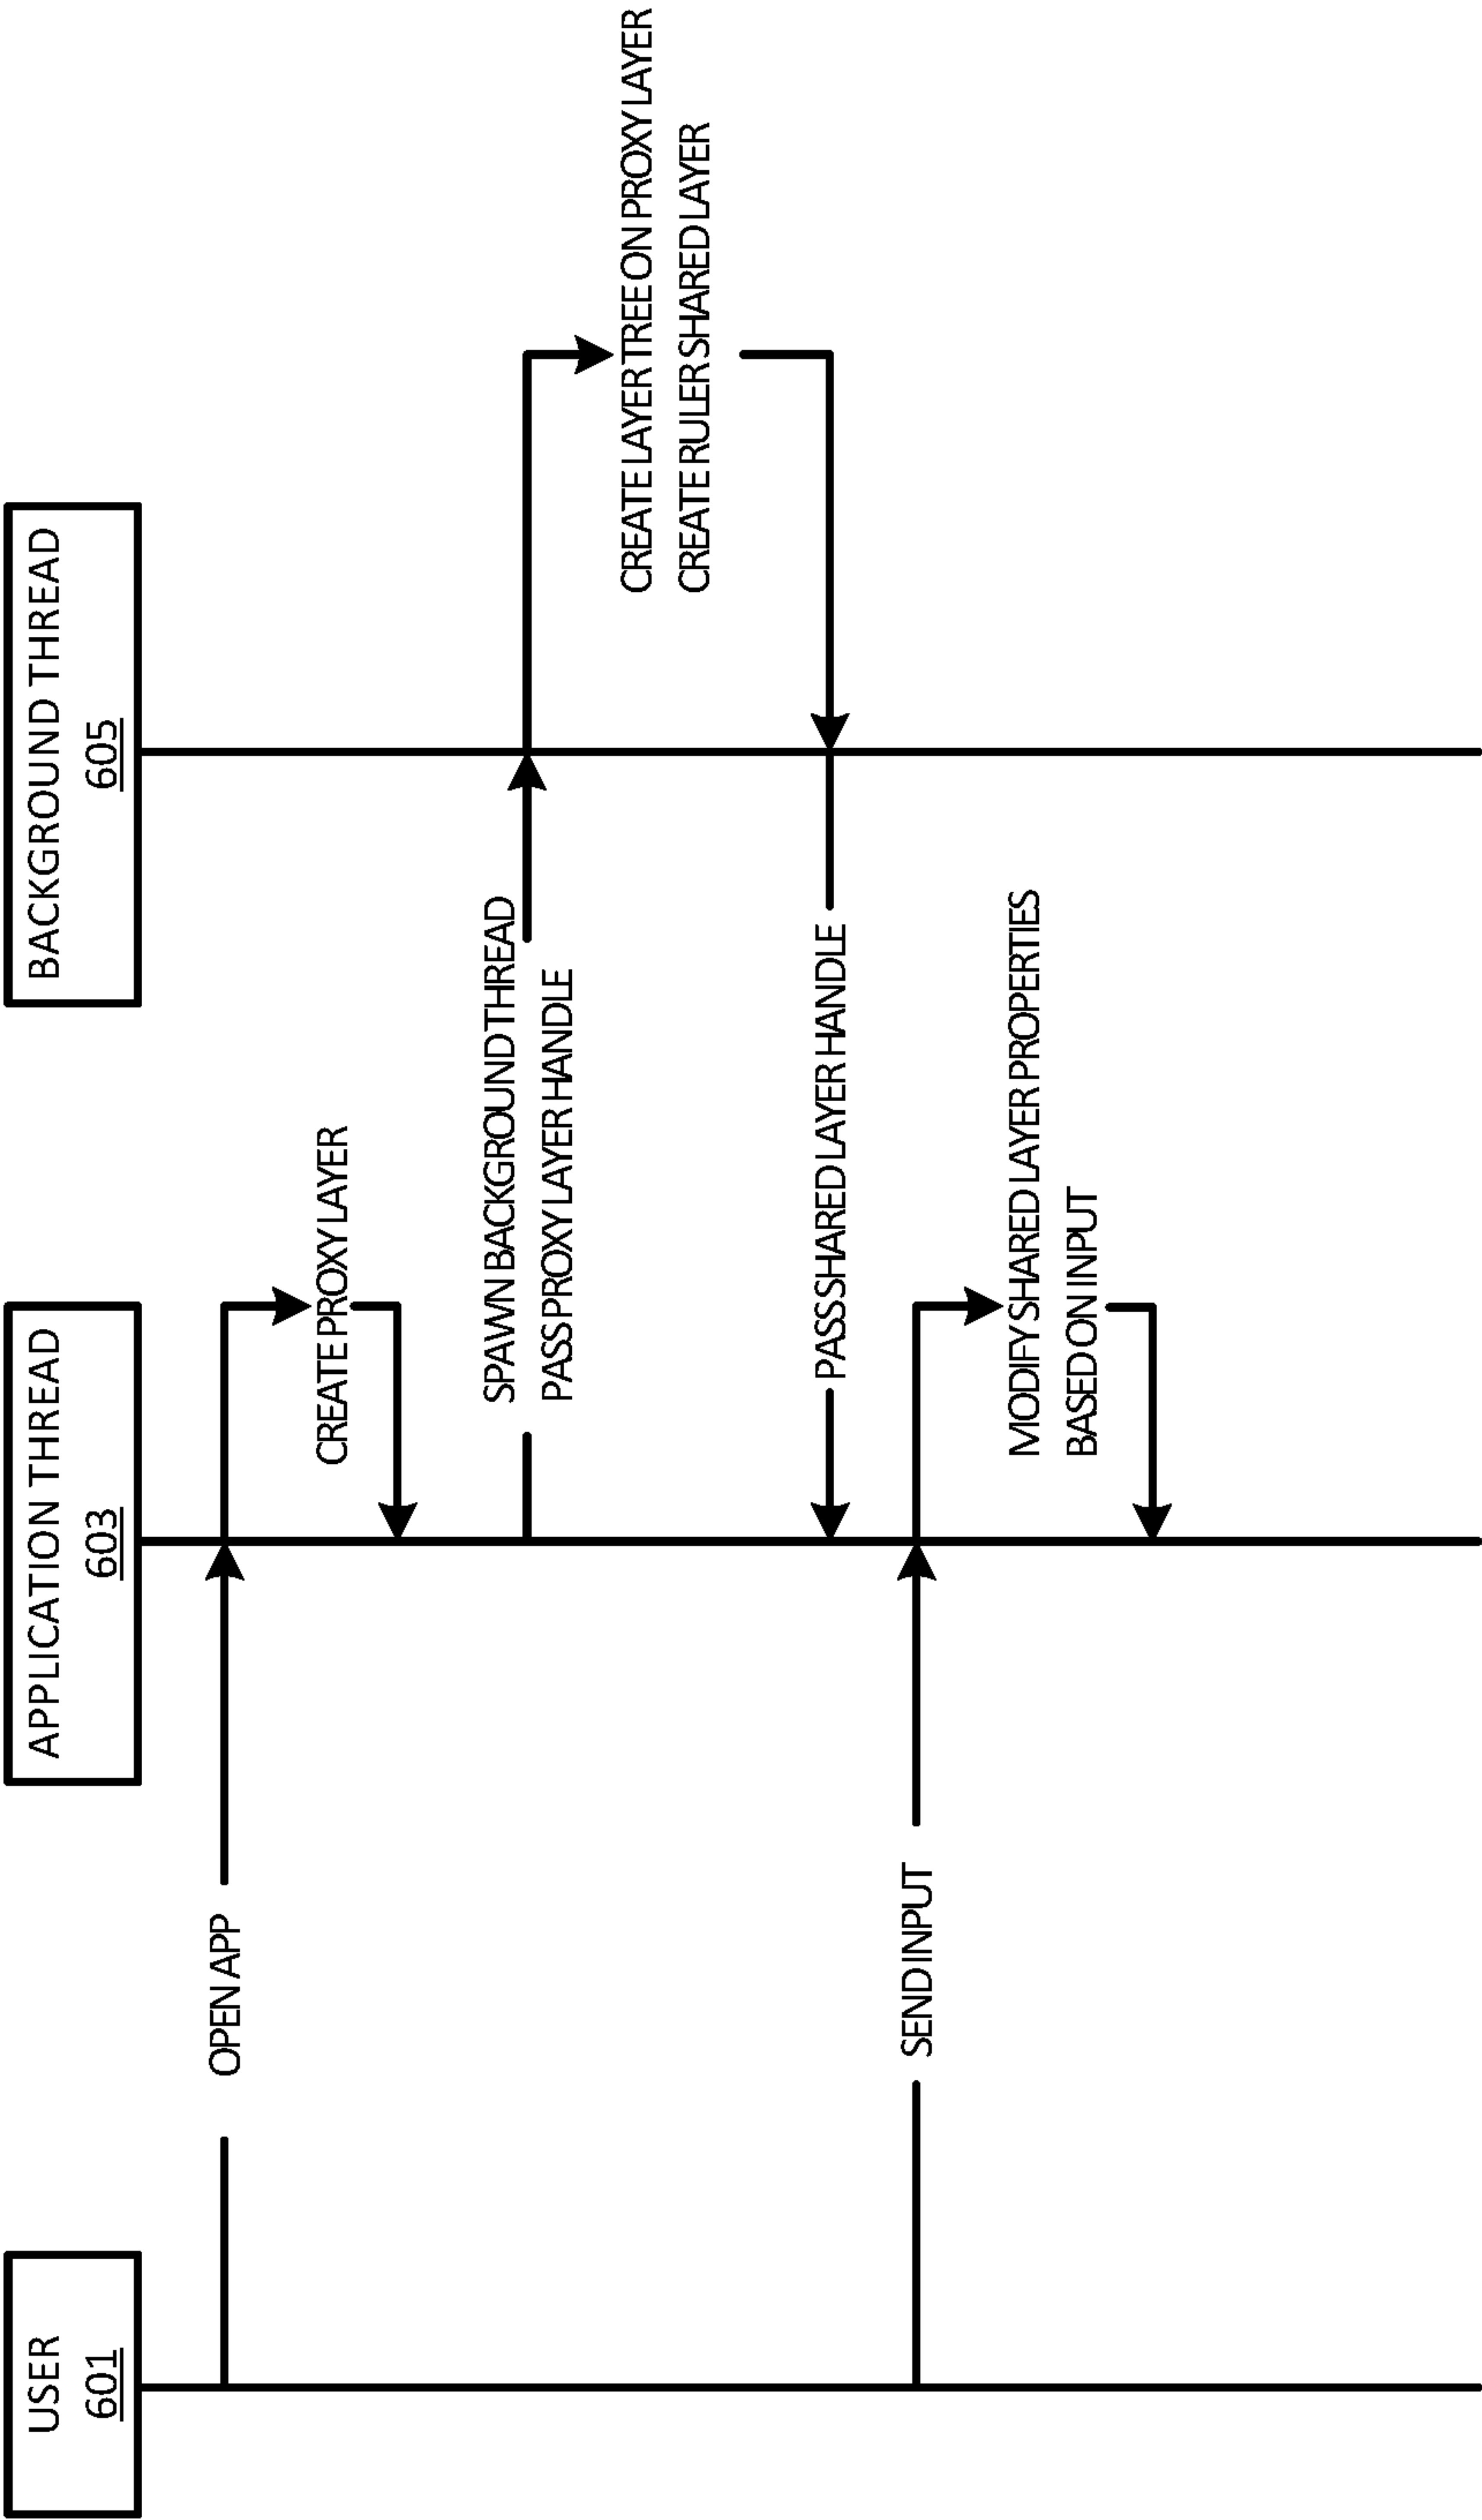 USER
601
APPLICATION THREAD
603
BACKGROUND THREAD
605
OPEN APP
CREATE PROXY LAYER
SPAWN BACKGROUND THREAD
PASS PROXY LAYER HANDLE
CREATE LAYER TREE ON PROXY LAYER
CREATE RULER SHARED LAYER
PASS SHARED LAYER HANDLE
SEND INPUT
MODIFY SHARED LAYER PROPERTIES
BASED ON INPUT